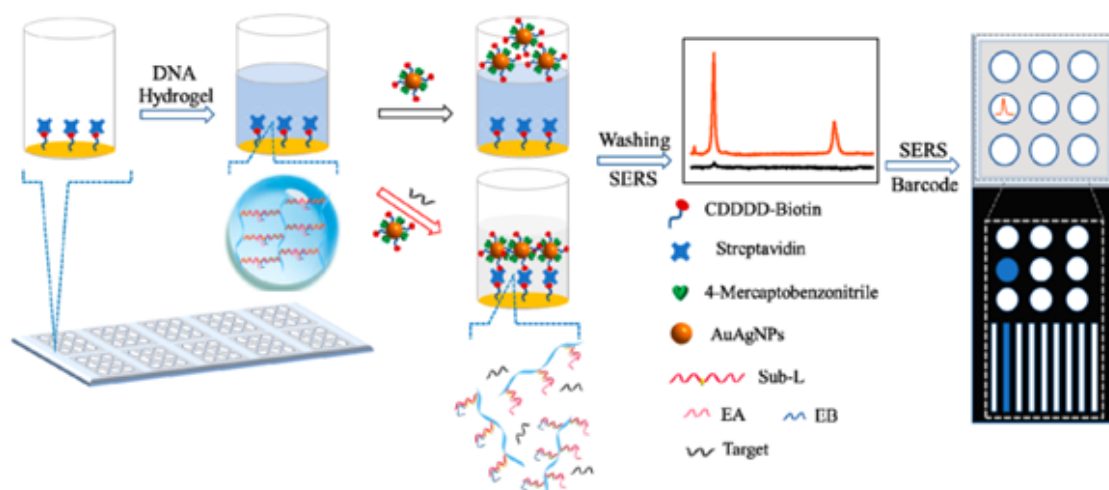 DNA
Hydrogel
Washing
SERS
SERS
Barcode
CDDDD-Biotin
Streptavidin
4-Mercaptobenzonitrile
AuAgNPs
Sub-L
EA
EB
Target